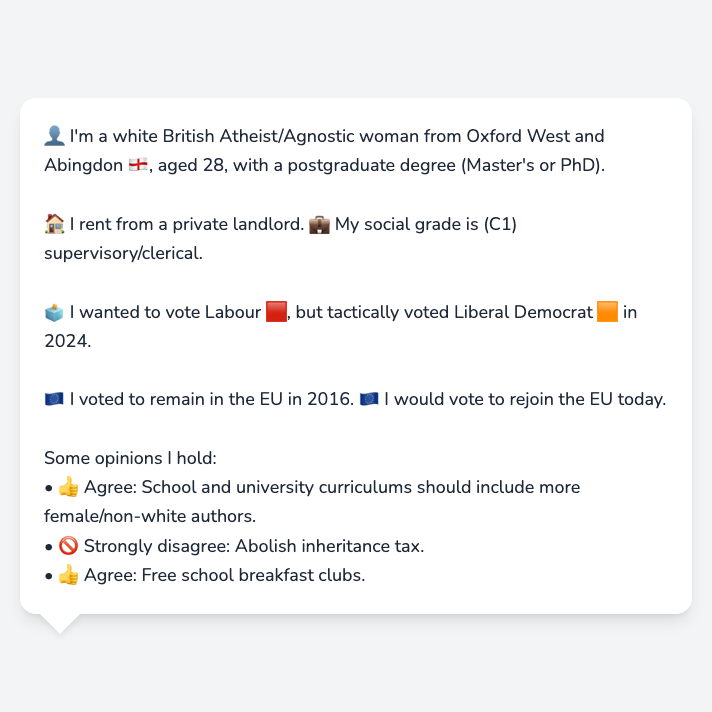 👤 I'm a white British Atheist/Agnostic woman from Oxford West and
Abingdon 🏴󠁧󠁢󠁥󠁮󠁧󠁿, aged 28, with a postgraduate degree (Master's or PhD).
🏠 I rent from a private landlord. 💼 My social grade is (C1)
supervisory/clerical.
🗳️ I wanted to vote Labour 🟥, but tactically voted Liberal Democrat 🟧 in
2024.
🇪🇺 I voted to remain in the EU in 2016. 🇪🇺 I would vote to rejoin the EU today.
Some opinions I hold:
• 👍 Agree: School and university curriculums should include more
female/non-white authors.
• 🚫 Strongly disagree: Abolish inheritance tax.
• 👍 Agree: Free school breakfast clubs.